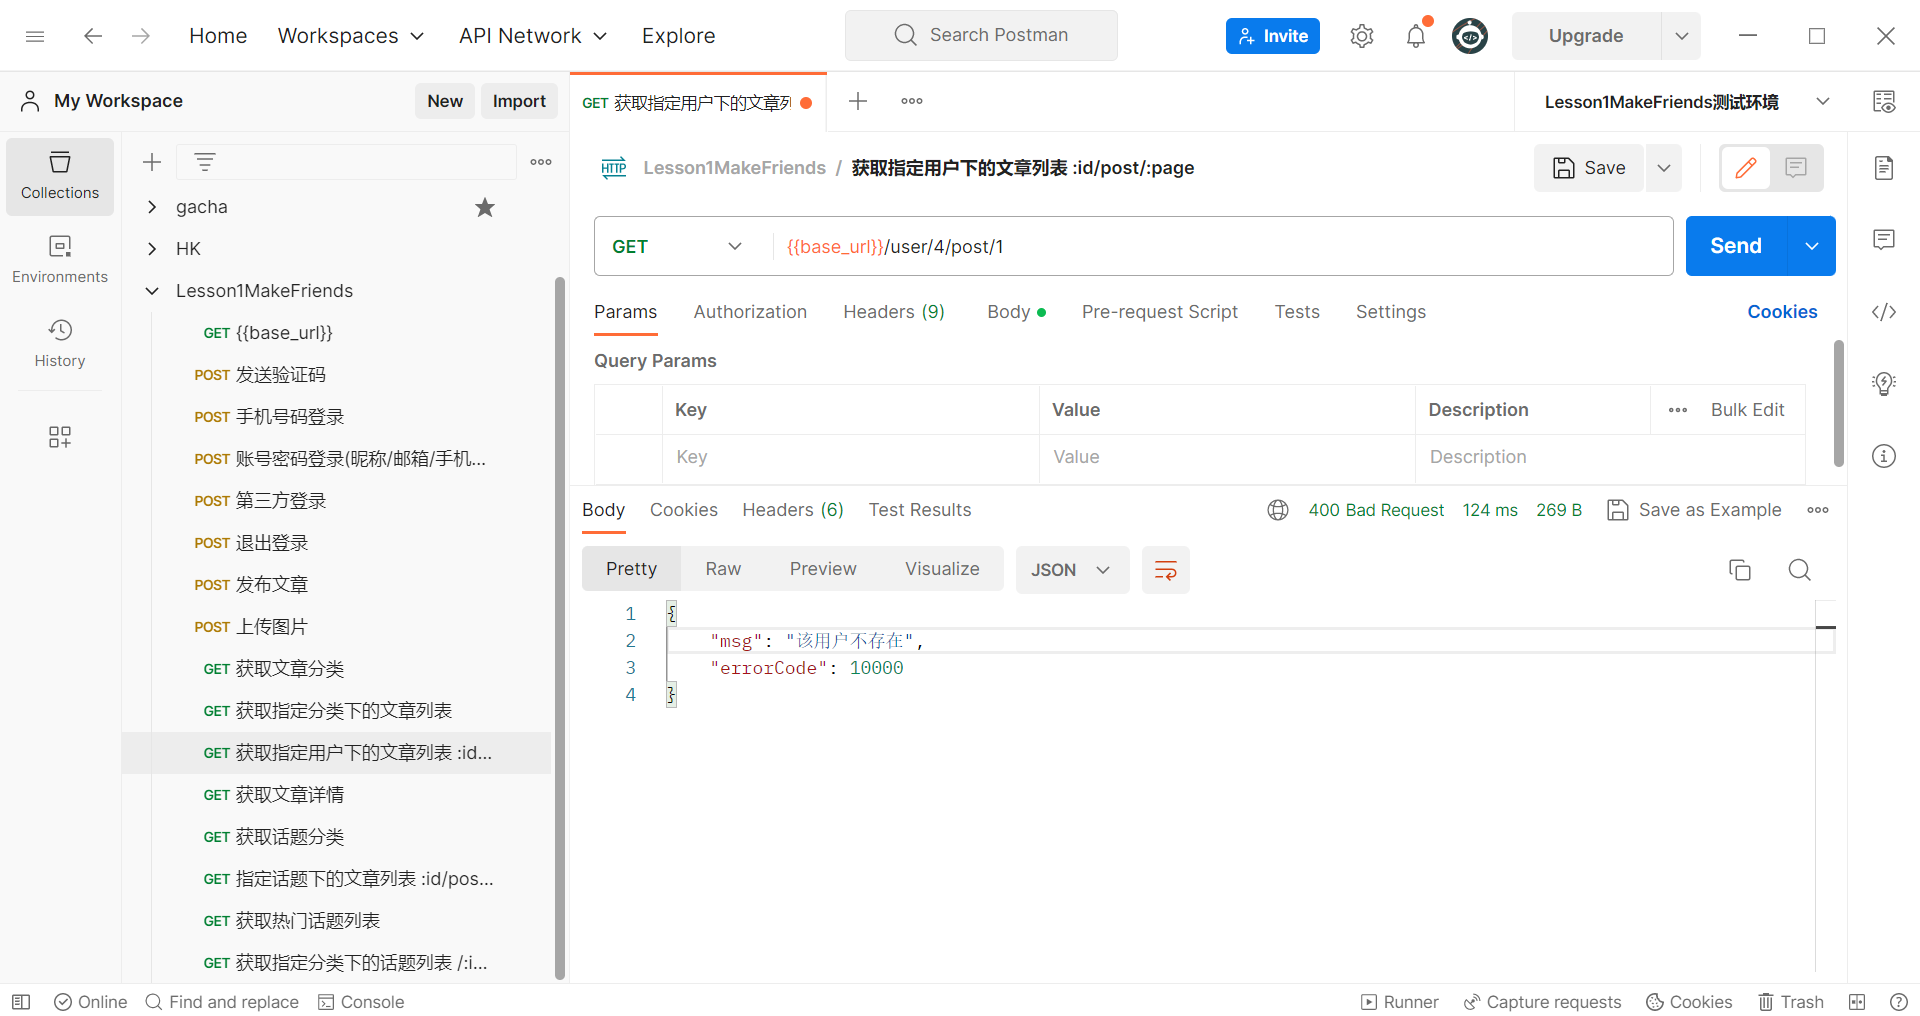 Home Workspaces API Network Explore Search Postman Invite Upgrade
My Workspace New Import
GET 获取指定用户下的文章列 Lesson1MakeFriends测试环境
Collections
Environments
History
gacha
HK
Lesson1MakeFriends
GET {{base_url}}
POST 发送验证码
POST 手机号码登录
POST 账号密码登录(昵称/邮箱/手机...
POST 第三方登录
POST 退出登录
POST 发布文章
POST 上传图片
GET 获取文章分类
GET 获取指定分类下的文章列表
GET 获取指定用户下的文章列表 :id...
GET 获取文章详情
GET 获取话题分类
GET 指定话题下的文章列表 :id/pos...
GET 获取热门话题列表
GET 获取指定分类下的话题列表 /:i...
HTTP Lesson1MakeFriends / 获取指定用户下的文章列表 :id/post/:page Save
GET {{base_url}}/user/4/post/1 Send
Params Authorization Headers (9) Body Pre-request Script Tests Settings Cookies
Query Params
Key Value Description Bulk Edit
Key Value Description
Body Cookies Headers (6) Test Results 400 Bad Request 124 ms 269 B Save as Example
Pretty Raw Preview Visualize JSON
1 {
2 "msg": "该用户不存在",
3 "errorCode": 10000
4 }
Online Find and replace Console Runner Capture requests Cookies Trash